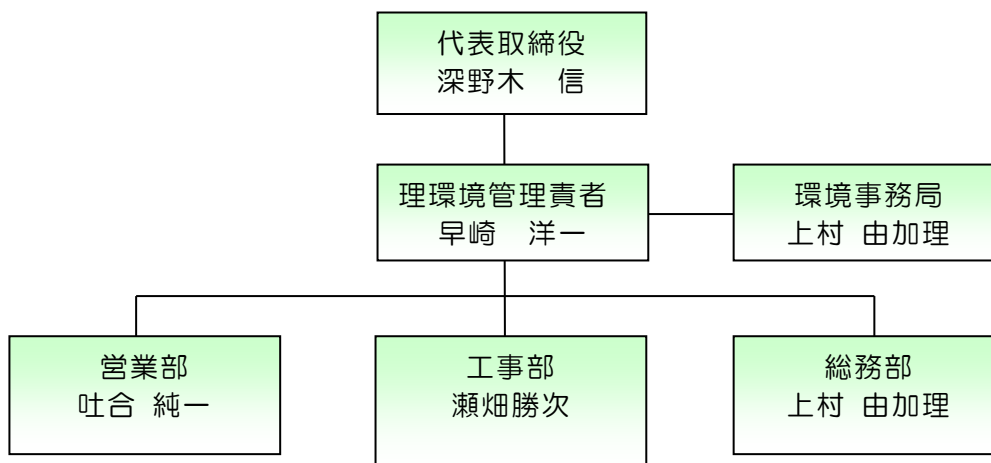 代表取締役
深野木　信
理環境管理責者
早崎　洋一
環境事務局
上村 由加理
営業部
吐合 純一
工事部
瀬畑勝次
総務部
上村 由加理